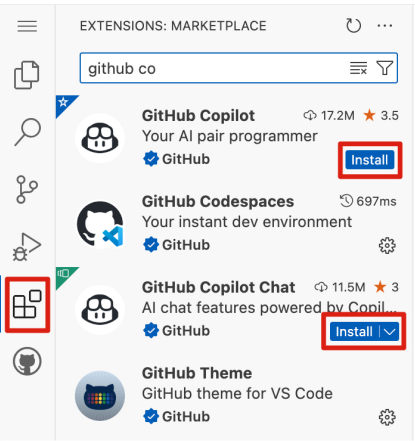 EXTENSIONS: MARKETPLACE
github co
GitHub Copilot 17.2M ★ 3.5
Your AI pair programmer
GitHub Install
GitHub Codespaces 697ms
Your instant dev environment
GitHub
GitHub Copilot Chat 11.5M ★ 3
AI chat features powered by Copil...
GitHub Install
GitHub Theme
GitHub theme for VS Code
GitHub